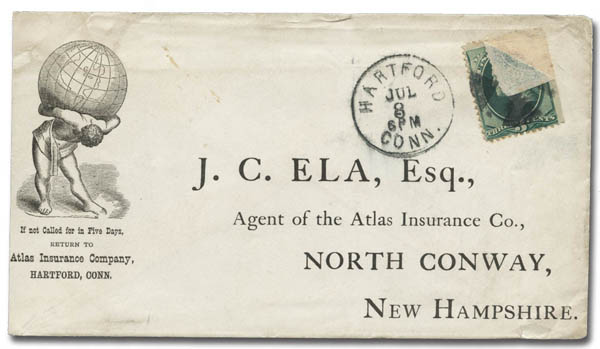 HARTFORD
JUL
8
6 PM
CONN.
CENTS
J. C. ELA, Esq.,
Agent of the Atlas Insurance Co.,
NORTH CONWAY,
NEW HAMPSHIRE.
If not Called for in Five Days,
RETURN TO
Atlas Insurance Company,
HARTFORD, CONN.